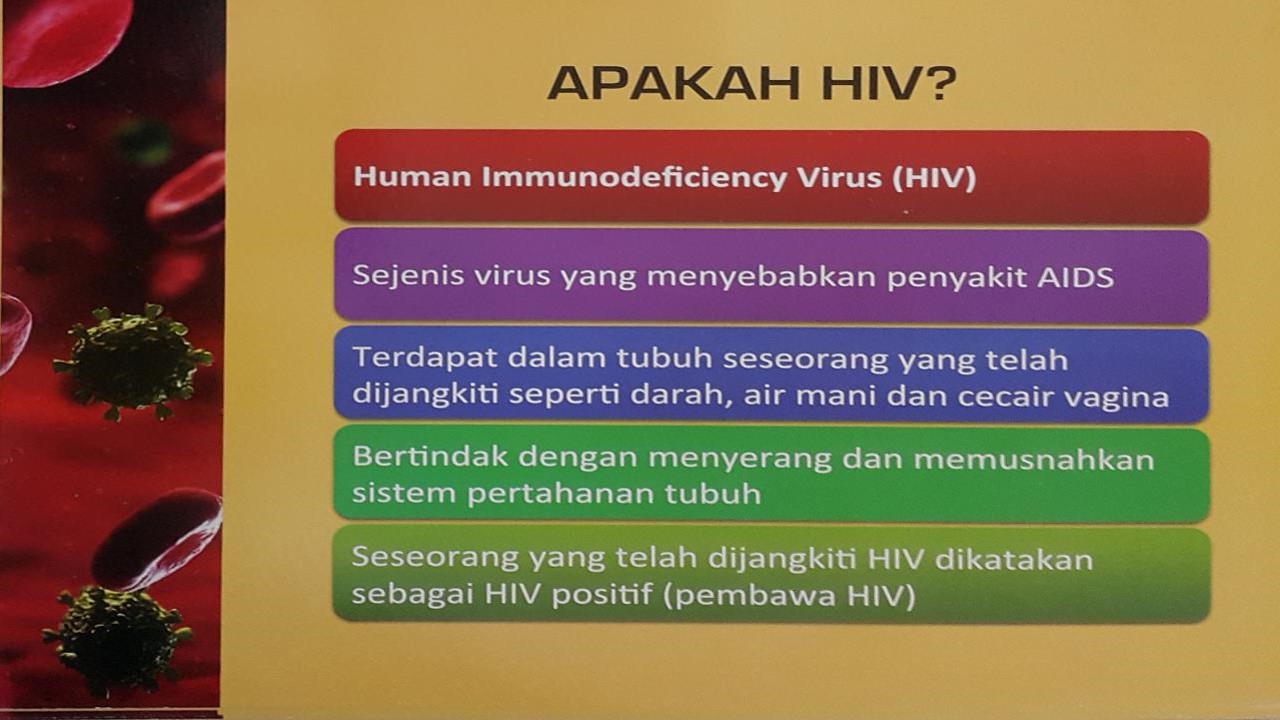 APAKAH HIV?
Human Immunodeficiency Virus (HIV)
Sejenis virus yang menyebabkan penyakit AIDS
Terdapat dalam tubuh seseorang yang telah
dijangkiti seperti darah, air mani dan cecair vagina
Bertindak dengan menyerang dan memusnahkan
sistem pertahanan tubuh
Seseorang yang telah dijangkiti HIV dikatakan
sebagai HIV positif (pembawa HIV)